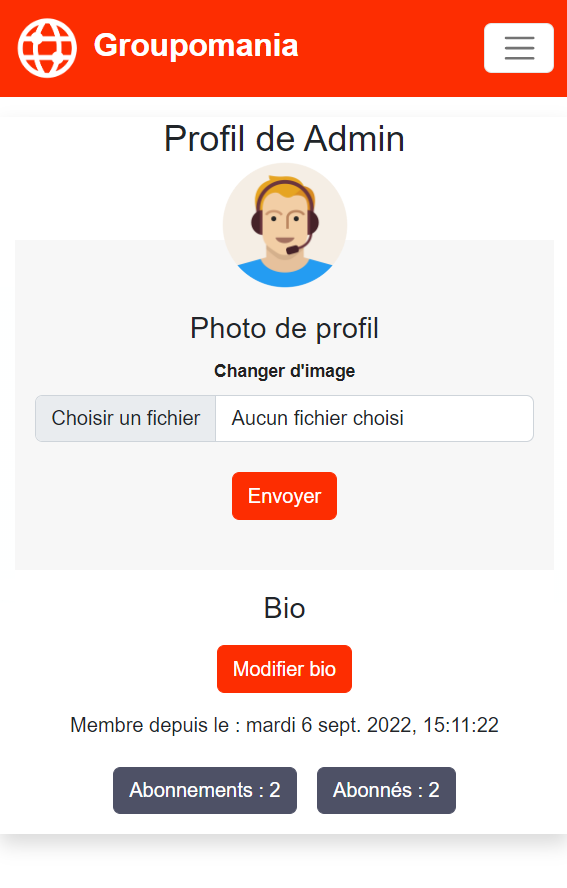 Groupomania
Profil de Admin
Photo de profil
Changer d'image
Choisir un fichier Aucun fichier choisi
Envoyer
Bio
Modifier bio
Membre depuis le : mardi 6 sept. 2022, 15:11:22
Abonnements : 2 Abonnés : 2